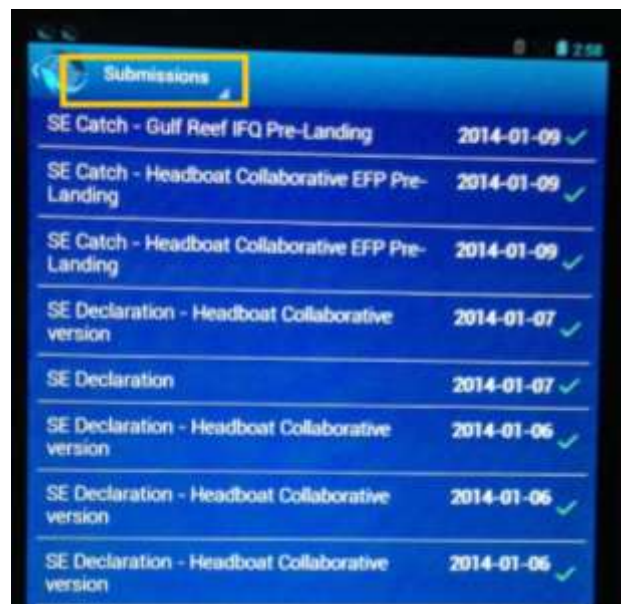 2:58
Submissions
SE Catch - Gulf Reef IFQ Pre-Landing 2014-01-09
SE Catch - Headboat Collaborative EFP Pre- 2014-01-09
Landing
SE Catch - Headboat Collaborative EFP Pre- 2014-01-09
Landing
SE Declaration - Headboat Collaborative 2014-01-07
version
SE Declaration 2014-01-07
SE Declaration - Headboat Collaborative 2014-01-06
version
SE Declaration - Headboat Collaborative 2014-01-06
version
SE Declaration - Headboat Collaborative 2014-01-06
version